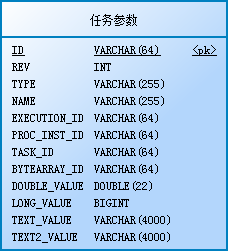 任务参数
ID VARCHAR(64) <pk>
REV INT
TYPE VARCHAR(255)
NAME VARCHAR(255)
EXECUTION_ID VARCHAR(64)
PROC_INST_ID VARCHAR(64)
TASK_ID VARCHAR(64)
BYTEARRAY_ID VARCHAR(64)
DOUBLE_VALUE DOUBLE(22)
LONG_VALUE BIGINT
TEXT_VALUE VARCHAR(4000)
TEXT2_VALUE VARCHAR(4000)